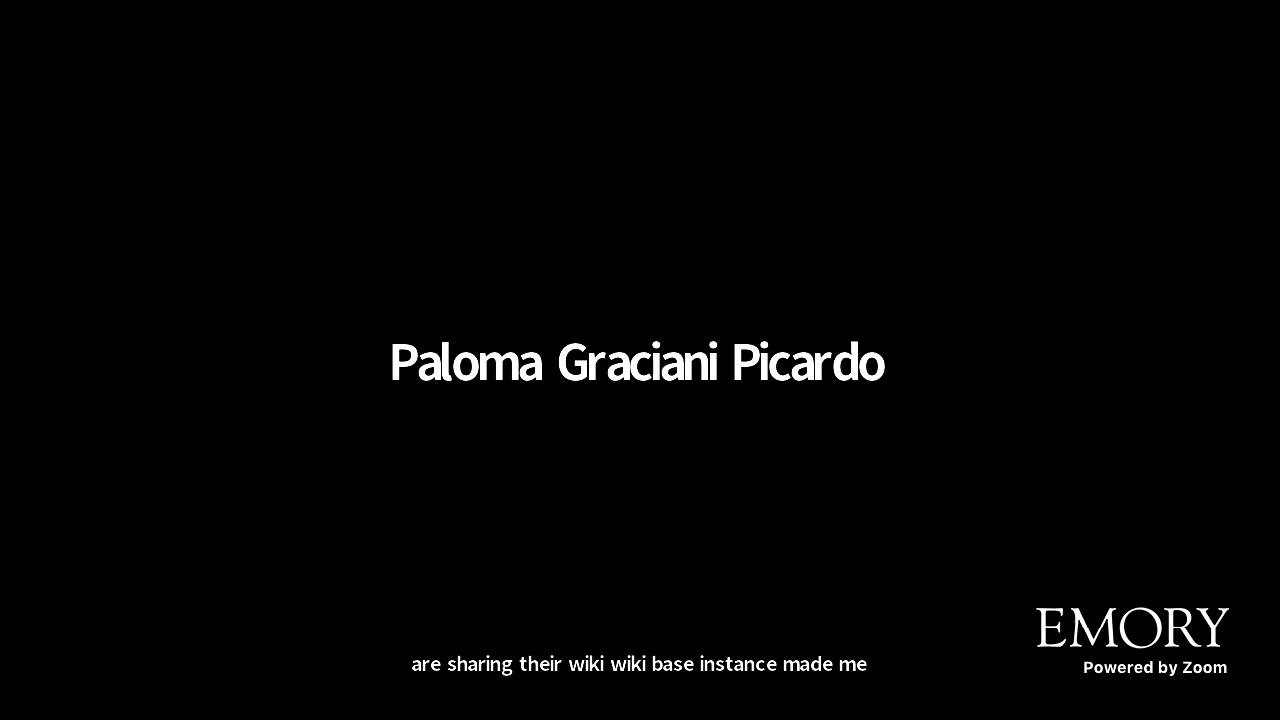 Paloma Graciani Picardo
EMORY
Powered by Zoom
are sharing their wiki wiki base instance made me